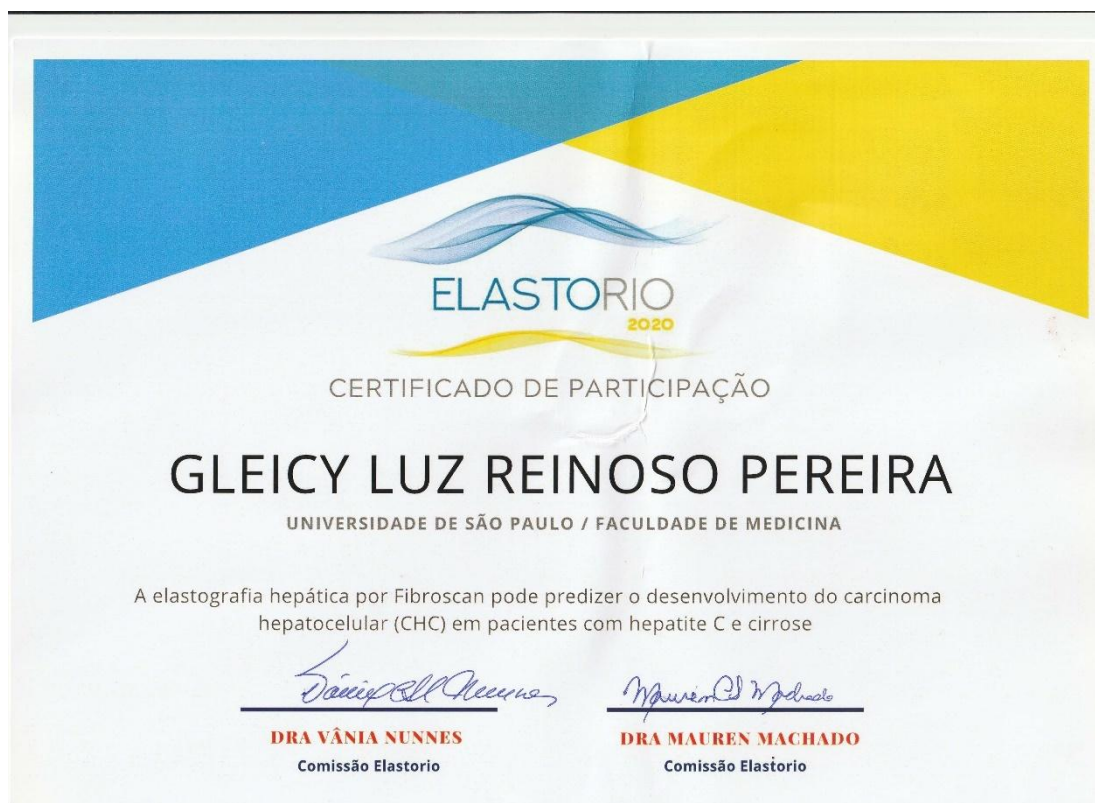 ELASTORIO
2020
CERTIFICADO DE PARTICIPAÇÃO
GLEICY LUZ REINOSO PEREIRA
UNIVERSIDADE DE SÃO PAULO / FACULDADE DE MEDICINA
A elastografia hepática por Fibroscan pode predizer o desenvolvimento do carcinoma
hepatocelular (CHC) em pacientes com hepatite C e cirrose
DRA VÂNIA NUNNES
DRA MAUREN MACHADO
Comissão Elastorio
Comissão Elastorio